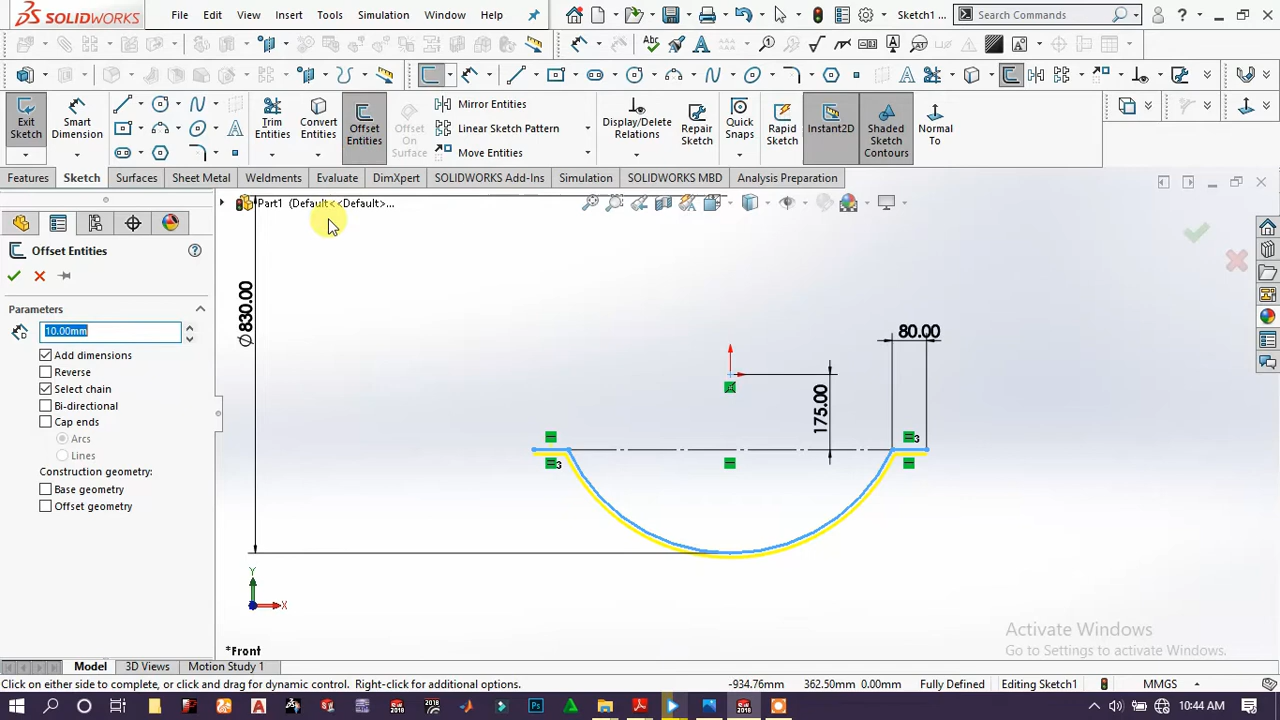 SOLIDWORKS File Edit View Insert Tools Simulation Window Help Sketch1 ... Search Commands ?
Exit Sketch
Smart Dimension
Trim Entities
Convert Entities
Offset Entities
Offset On Surface
Mirror Entities
Linear Sketch Pattern
Move Entities
Display/Delete Relations
Repair Sketch
Quick Snaps
Rapid Sketch
Instant2D
Shaded Sketch Contours
Normal To
Features Sketch Surfaces Sheet Metal Weldments Evaluate DimXpert SOLIDWORKS Add-Ins Simulation SOLIDWORKS MBD Analysis Preparation
Part1 (Default<<Default>...
Offset Entities
Parameters
10.00mm
Add dimensions
Reverse
Select chain
Bi-directional
Cap ends
Arcs
Lines
Construction geometry:
Base geometry
Offset geometry
⌀830.00
80.00
175.00
3
3
Y
X
*Front
Activate Windows
Go to Settings to activate Windows.
Model 3D Views Motion Study 1
Click on either side to complete, or click and drag for dynamic control. Right-click for additional options. -934.76mm 362.50mm 0.00mm Fully Defined Editing Sketch1 MMGS
10:44 AM